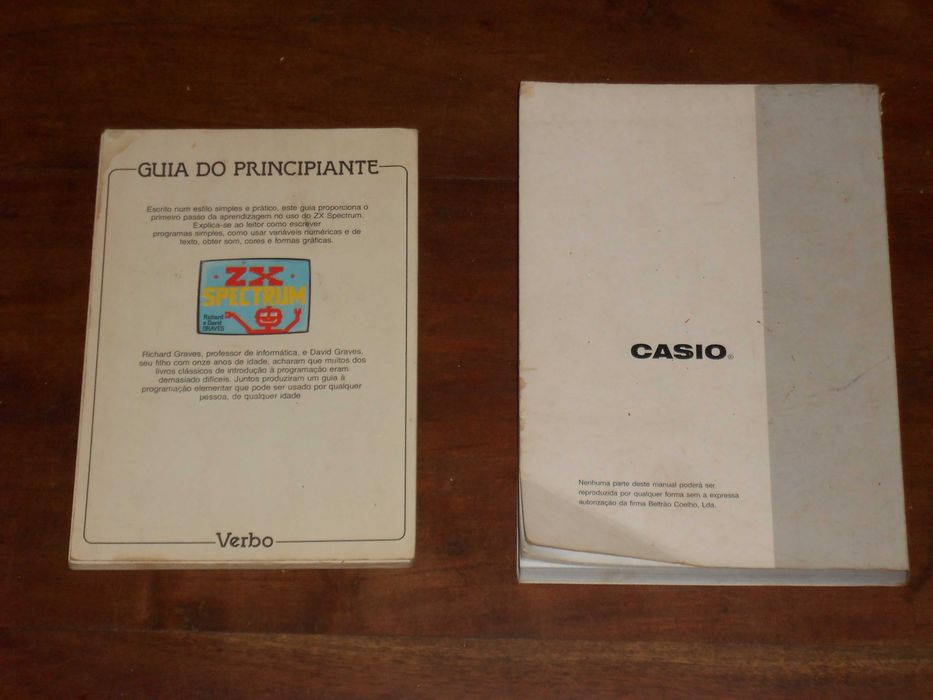 GUIA DO PRINCIPIANTE
Escrito num estilo simples e prático, este guia proporciona o
primeiro passo da aprendizagem no uso do ZX Spectrum.
Explica-se ao leitor como escrever
programas simples, como usar variáveis numéricas e de
texto, obter som, cores e formas gráficas.
ZX
SPECTRUM
Richard
e David
GRAVES
Richard Graves, professor de informática, e David Graves,
seu filho com onze anos de idade, acharam que muitos dos
livros clássicos de introdução à programação eram
demasiado difíceis. Juntos produziram um guia à
programação elementar que pode ser usado por qualquer
pessoa, de qualquer idade
Verbo
CASIO®
Nenhuma parte deste manual poderá ser
reproduzida por qualquer forma sem a expressa
autorização da firma Beltrão Coelho, Lda.